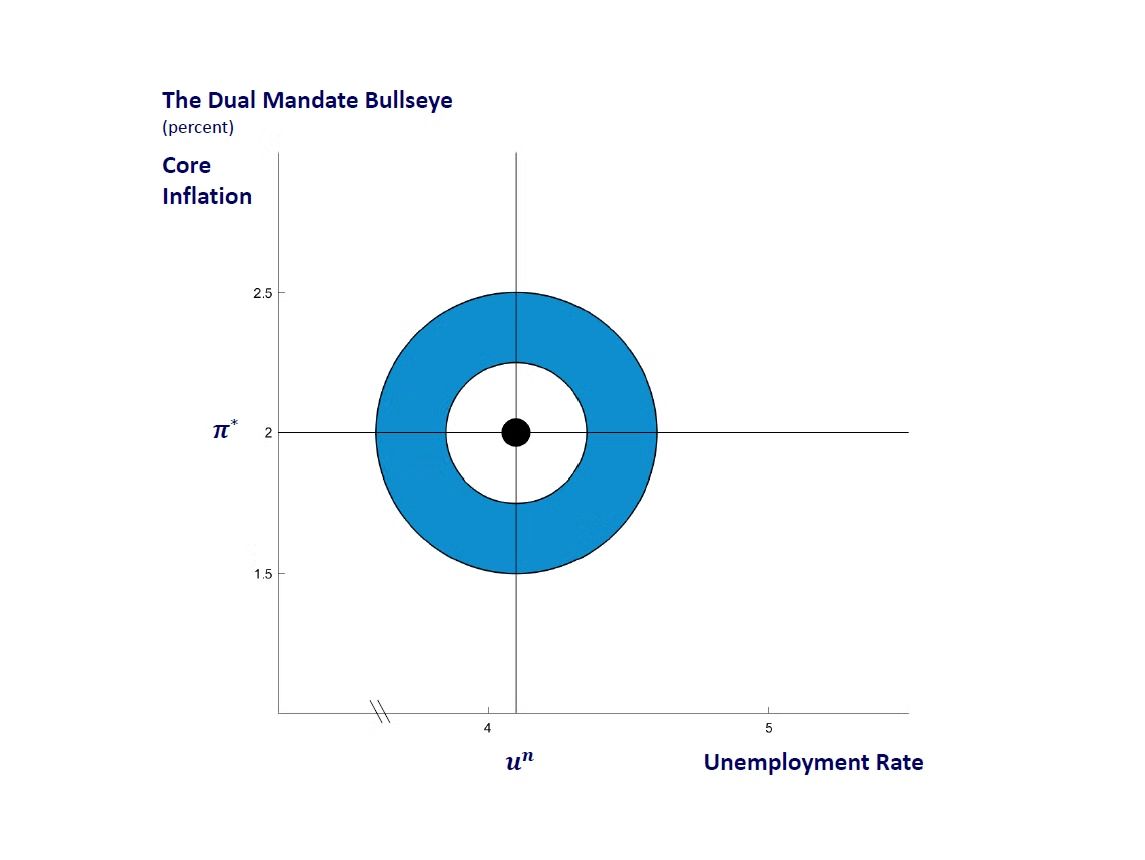 The Dual Mandate Bullseye
(percent)
Core
Inflation
2.5
π* 2
1.5
4 5
uⁿ Unemployment Rate